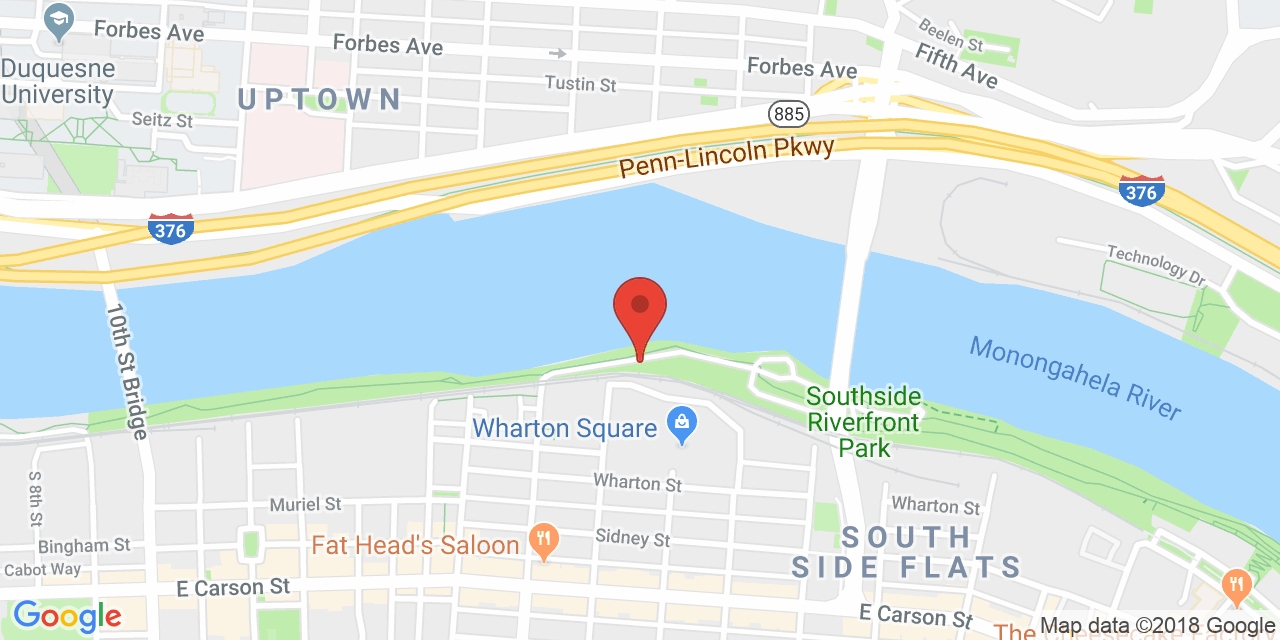 Forbes Ave
Forbes Ave
Beelen St
Fifth Ave
Forbes Ave
Duquesne
University
Tustin St
UPTOWN
885
Seitz St
Penn-Lincoln Pkwy
376
376
Technology Dr
10th St Bridge
Monongahela River
Southside
Riverfront
Park
Wharton Square
S 8th St
Wharton St
Muriel St
Wharton St
Sidney St
SOUTH
SIDE FLATS
Bingham St
Fat Head's Saloon
Cabot Way
E Carson St
E Carson St
Google
Map data ©2018 Google
The